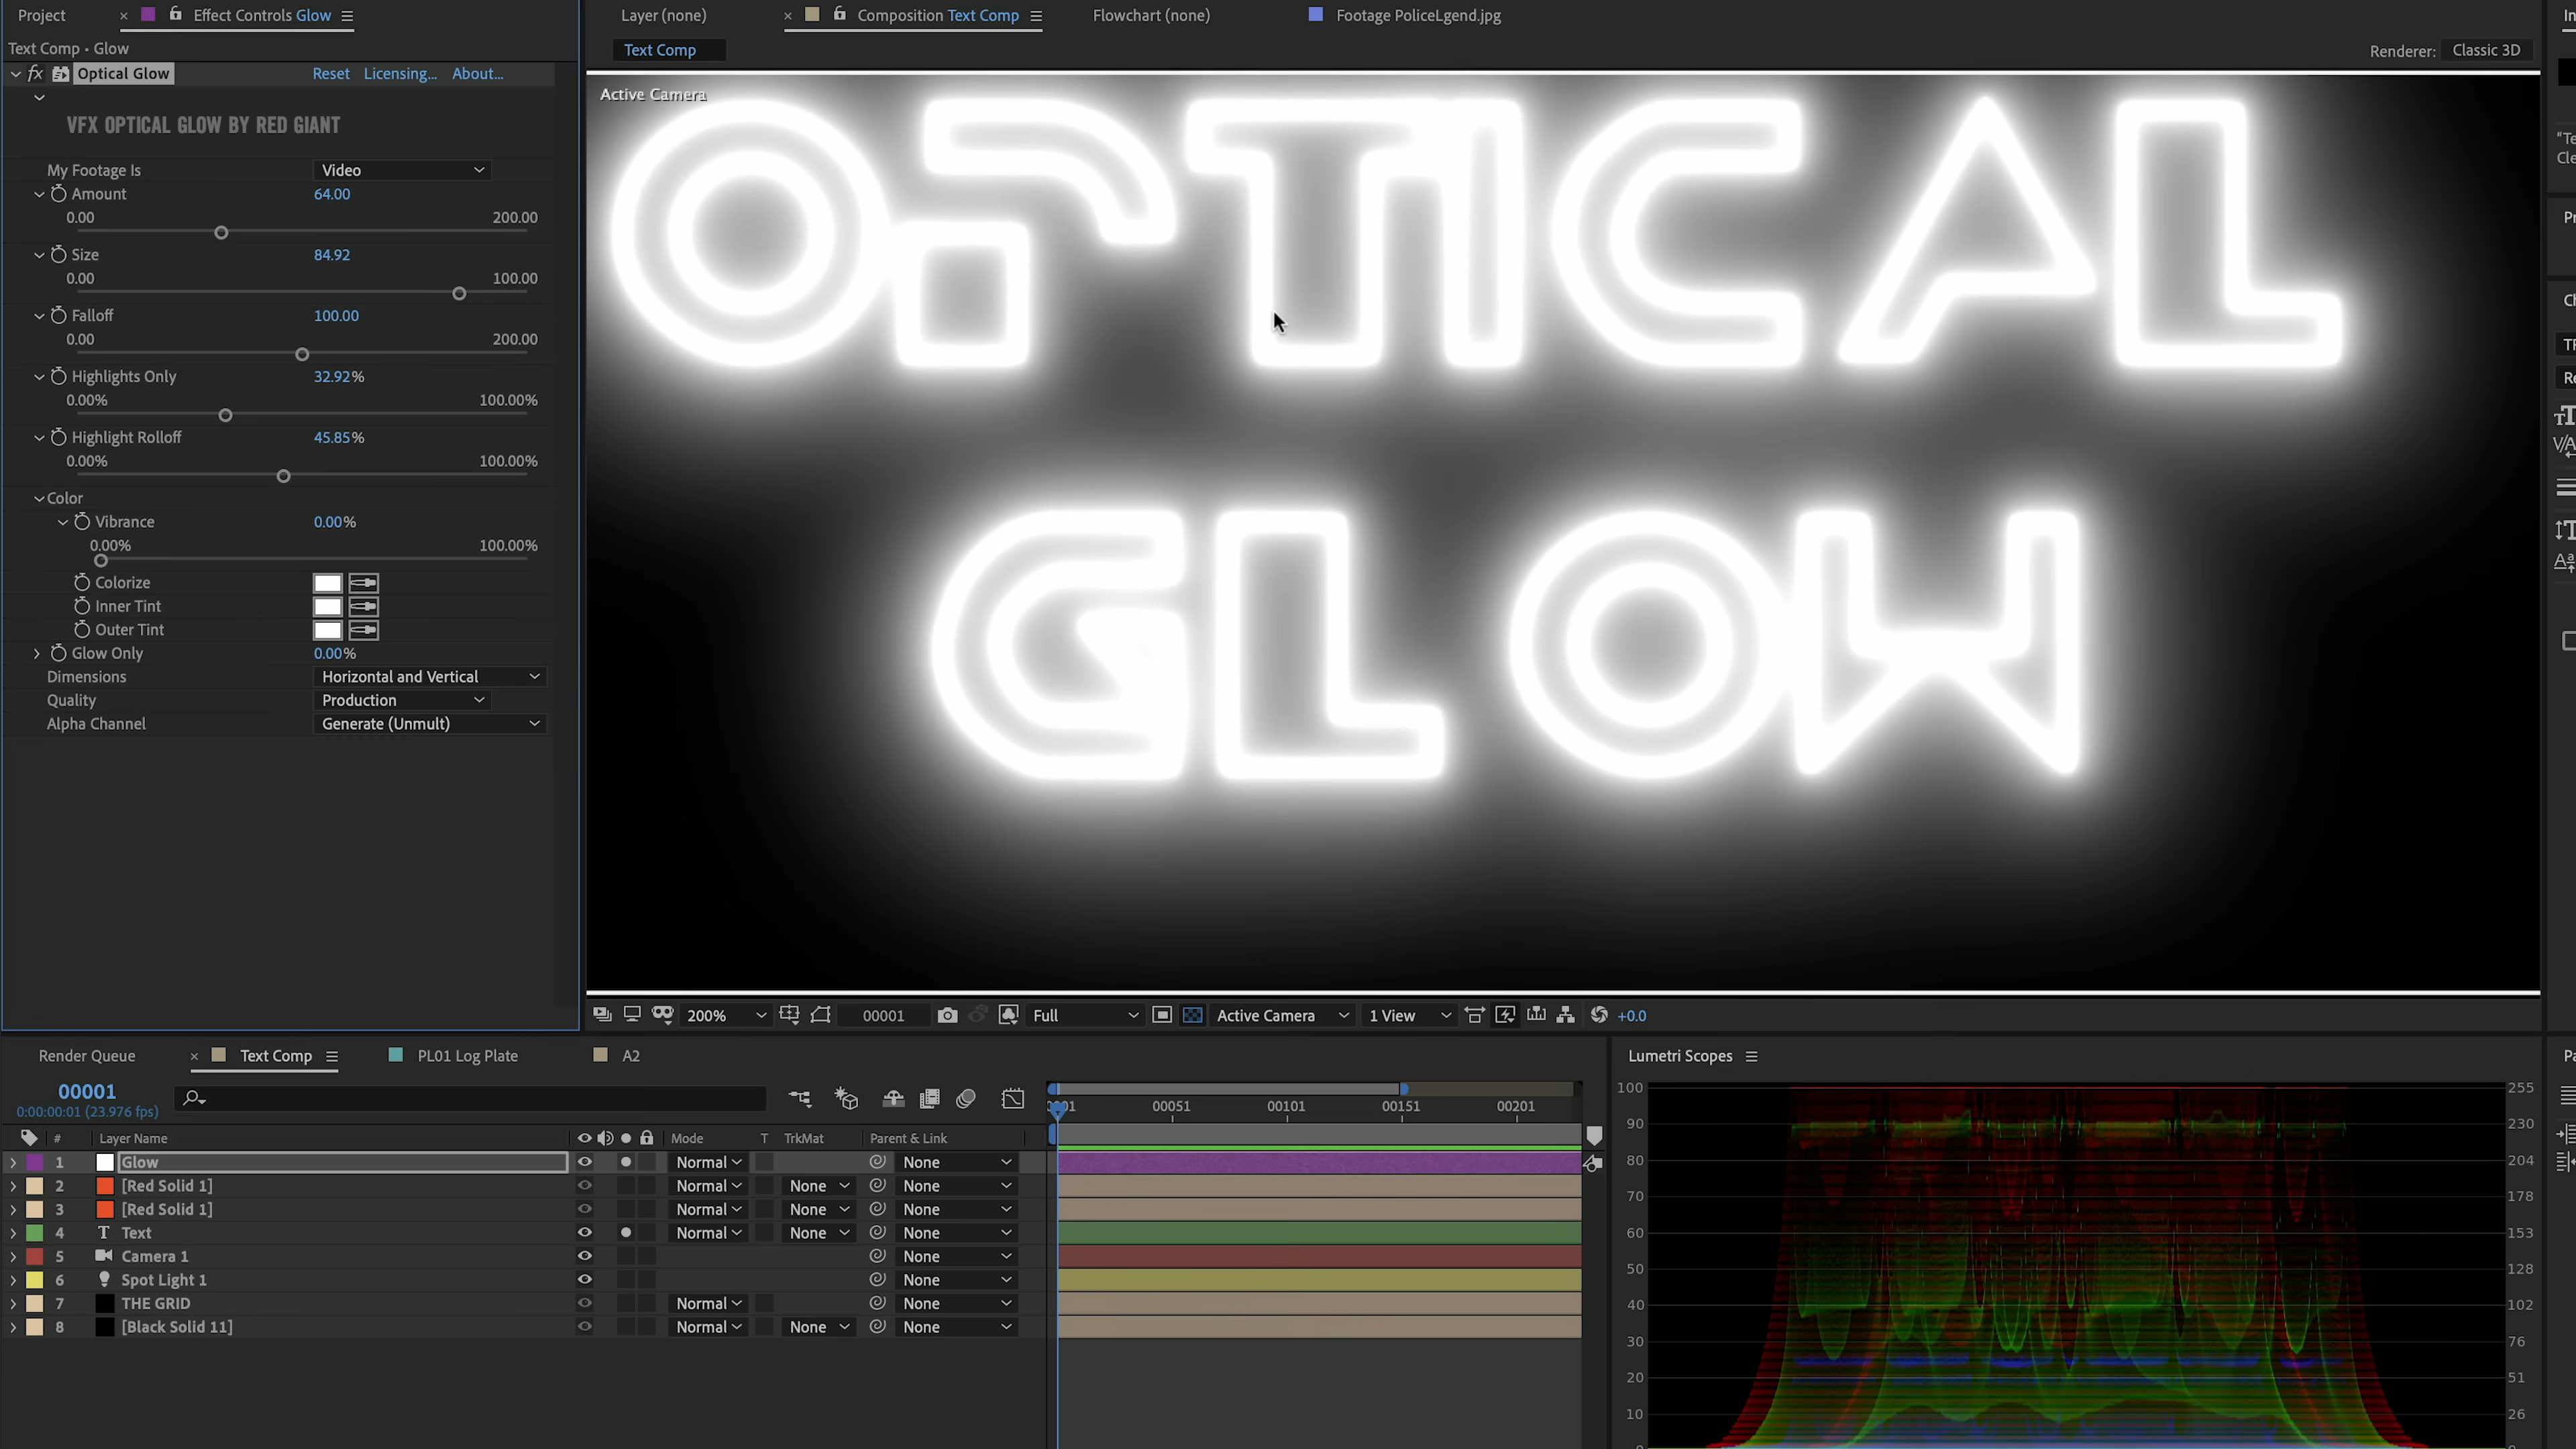 Project
× Effect Controls Glow
Text Comp • Glow
fx Optical Glow Reset Licensing... About...
VFX OPTICAL GLOW BY RED GIANT
My Footage Is Video
Amount 64.00
0.00 200.00
Size 84.92
0.00 100.00
Falloff 100.00
0.00 200.00
Highlights Only 32.92%
0.00% 100.00%
Highlight Rolloff 45.85%
0.00% 100.00%
Color
Vibrance 0.00%
0.00% 100.00%
Colorize
Inner Tint
Outer Tint
Glow Only 0.00%
Dimensions Horizontal and Vertical
Quality Production
Alpha Channel Generate (Unmult)
Layer (none) × Composition Text Comp Flowchart (none) Footage PoliceLgend.jpg
Text Comp Renderer: Classic 3D
Active Camera
OPTICAL
GLOW
200% 00001 Full Active Camera 1 View +0.0
Render Queue × Text Comp PL01 Log Plate A2
00001
0:00:00:01 (23.976 fps)
00051 00101 00151 00201
# Layer Name Mode T TrkMat Parent & Link
1 Glow Normal None
2 [Red Solid 1] Normal None None
3 [Red Solid 1] Normal None None
4 T Text Normal None None
5 Camera 1 None
6 Spot Light 1 None
7 THE GRID Normal None
8 [Black Solid 11] Normal None None
Lumetri Scopes
100 255
90 230
80 204
70 178
60 153
50 128
40 102
30 76
20 51
10 26